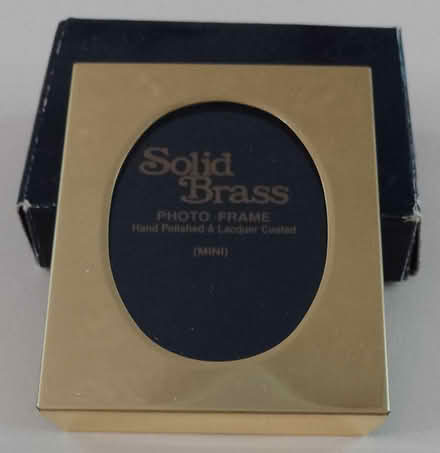 Solid
Brass
PHOTO FRAME
Hand Polished & Lacquer Coated
(MINI)